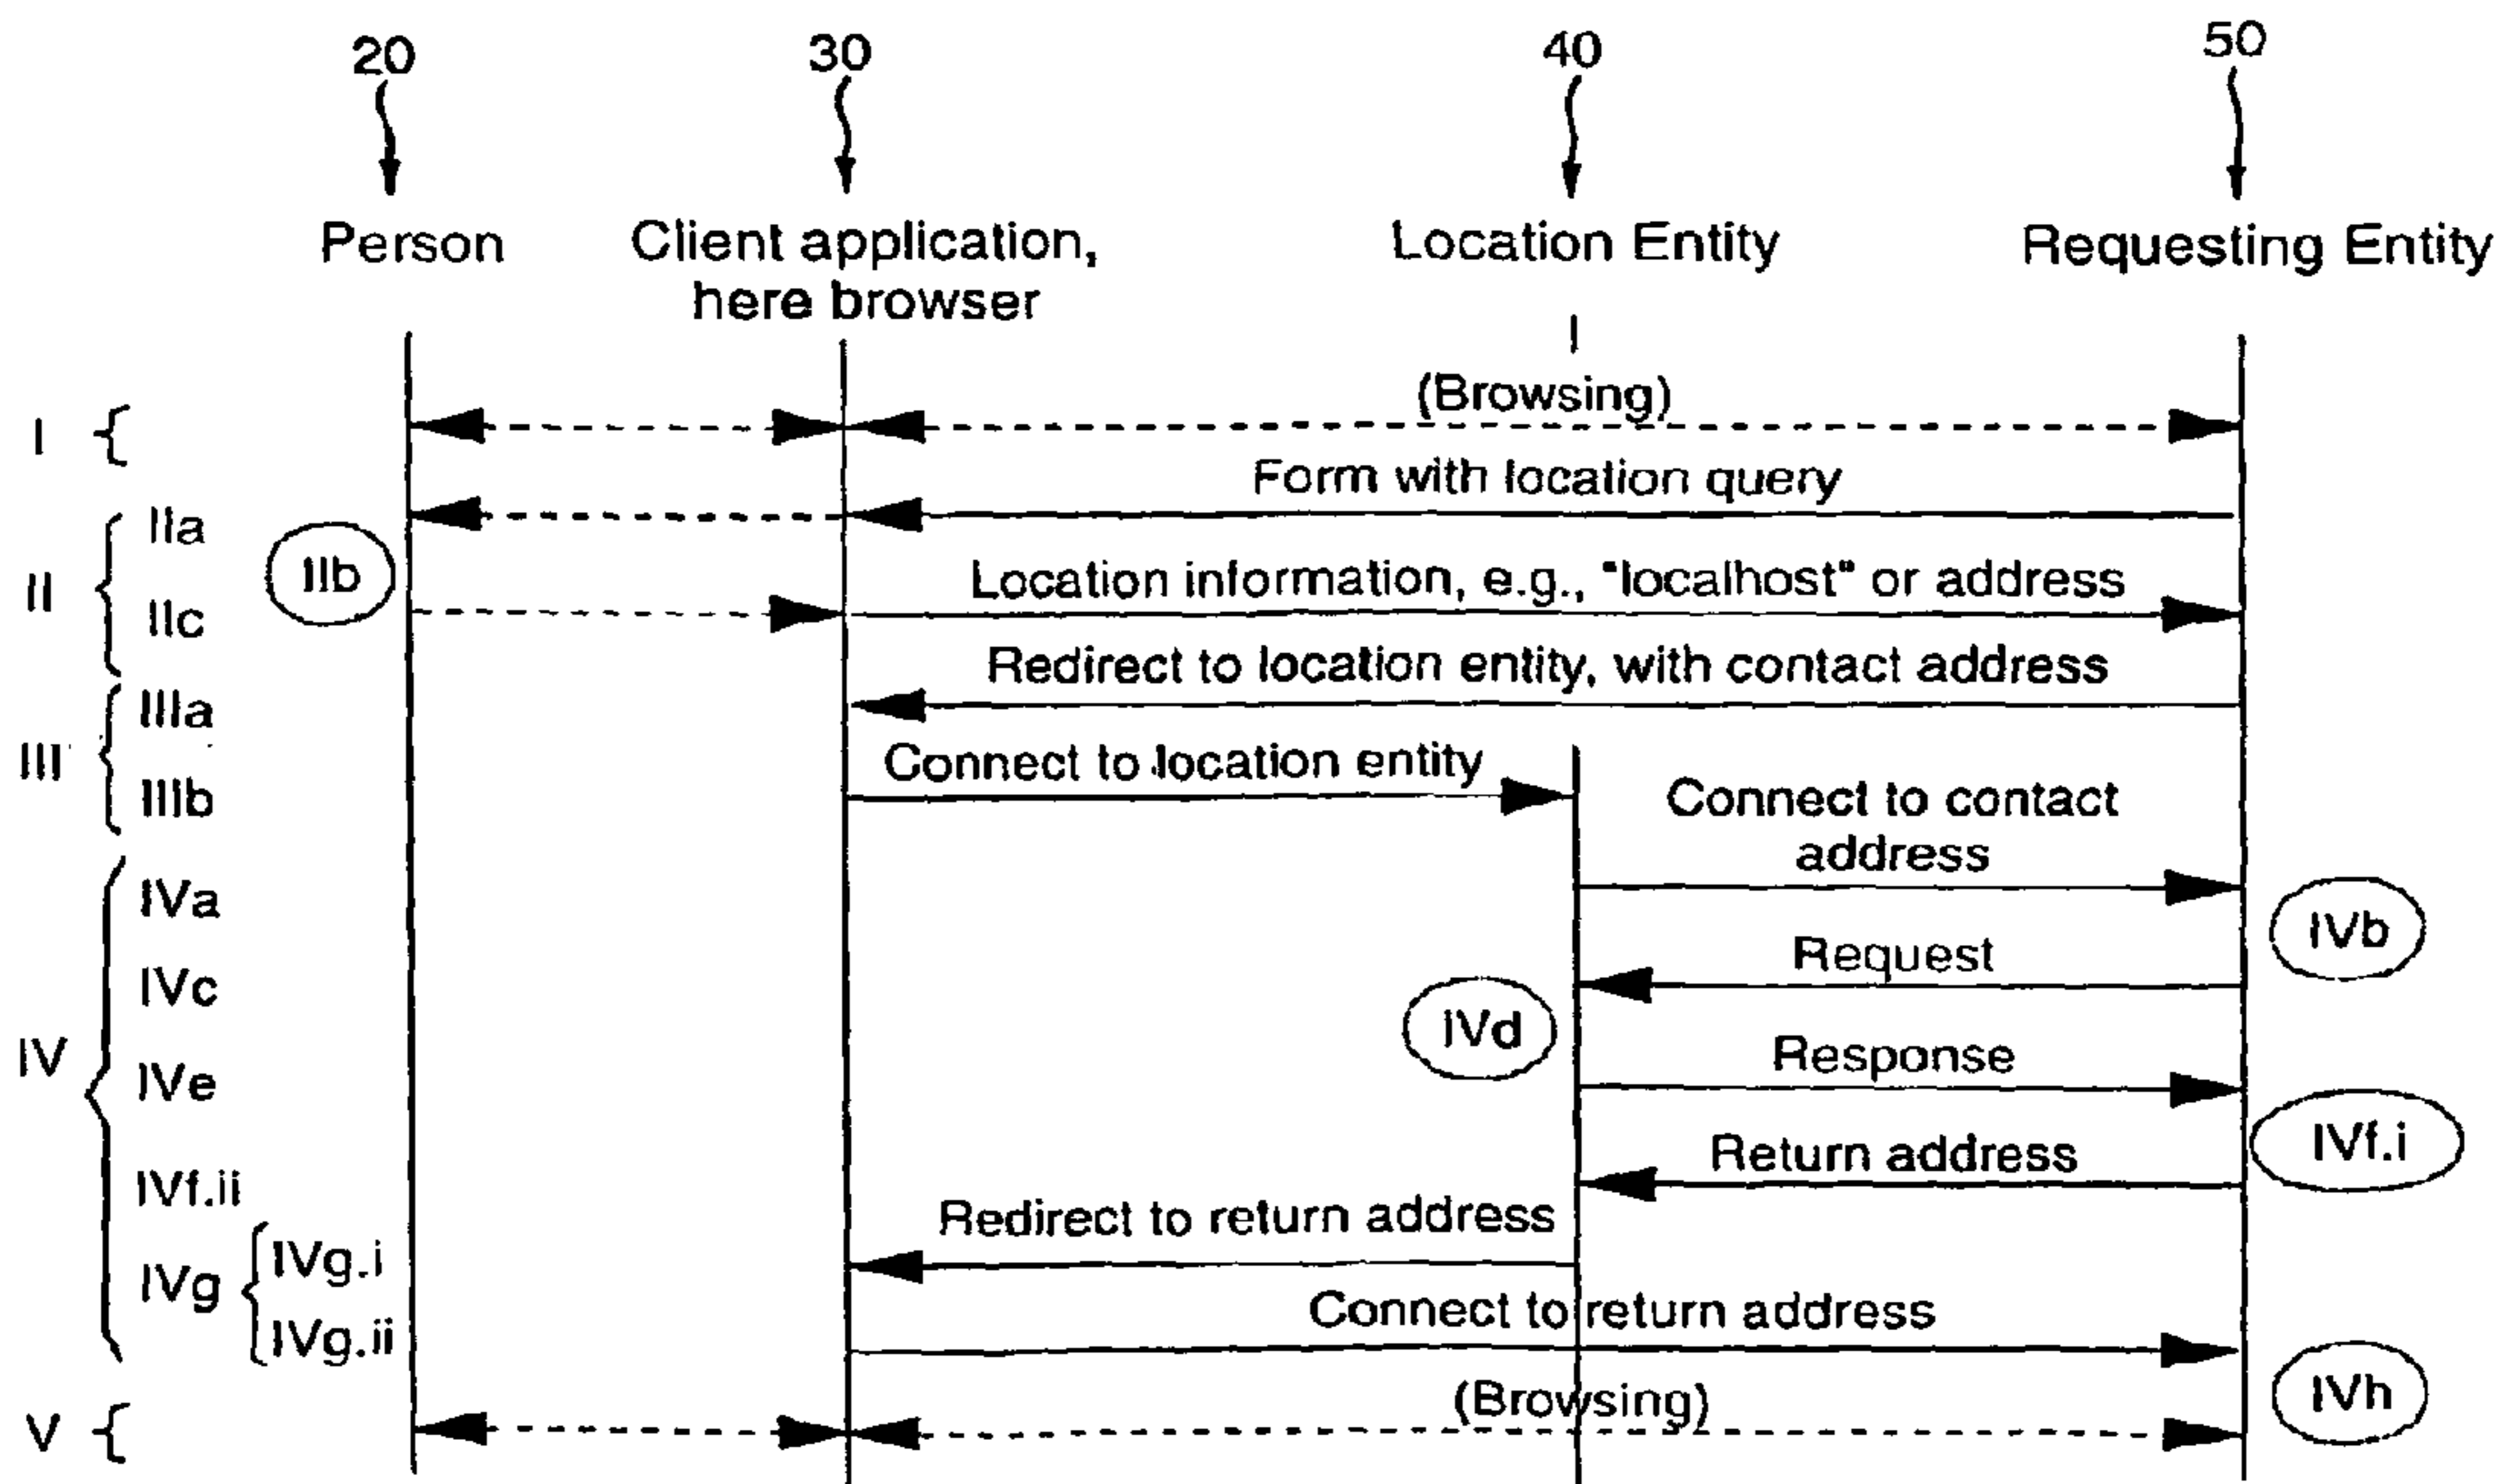 20
30
40
50
Person
Client application,
here browser
Location Entity
Requesting Entity
(Browsing)
I
Form with location query
IIa
IIb
II
Location information, e.g., "localhost" or address
IIc
Redirect to location entity, with contact address
IIIa
III
Connect to location entity
IIIb
Connect to contact
address
IVa
IVb
Request
IVc
IVd
IV
Response
IVe
IVf.i
Return address
IVf.ii
Redirect to return address
IVg
IVg.i
Connect to return address
IVg.ii
IVh
(Browsing)
V